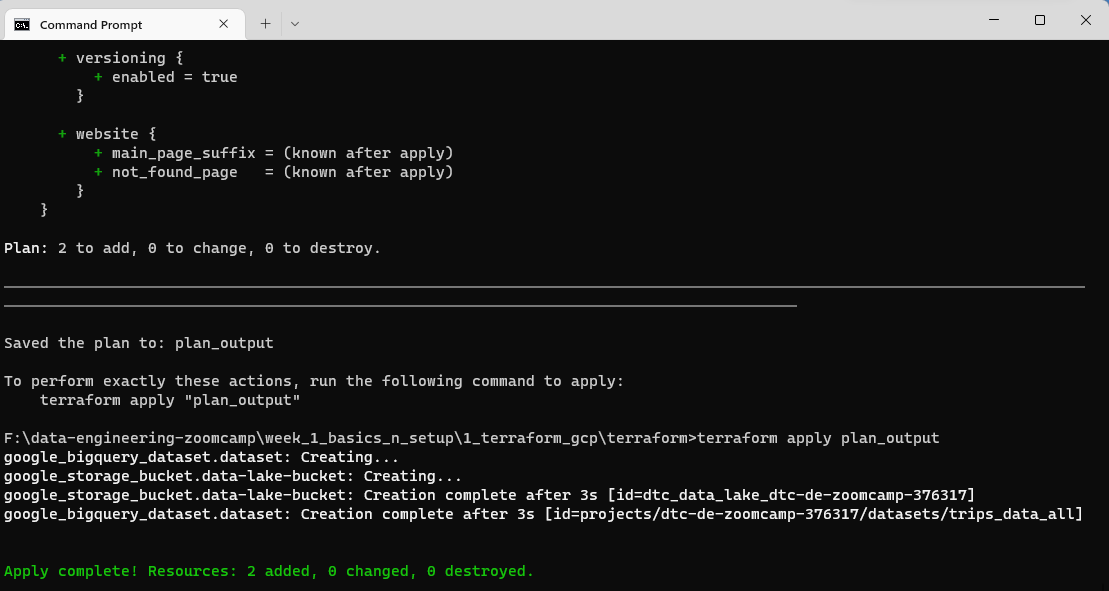 Command Prompt
+ versioning {
+ enabled = true
}
+ website {
+ main_page_suffix = (known after apply)
+ not_found_page   = (known after apply)
}
}
Plan: 2 to add, 0 to change, 0 to destroy.
Saved the plan to: plan_output
To perform exactly these actions, run the following command to apply:
terraform apply "plan_output"
F:\data-engineering-zoomcamp\week_1_basics_n_setup\1_terraform_gcp\terraform>terraform apply plan_output
google_bigquery_dataset.dataset: Creating...
google_storage_bucket.data-lake-bucket: Creating...
google_storage_bucket.data-lake-bucket: Creation complete after 3s [id=dtc_data_lake_dtc-de-zoomcamp-376317]
google_bigquery_dataset.dataset: Creation complete after 3s [id=projects/dtc-de-zoomcamp-376317/datasets/trips_data_all]
Apply complete! Resources: 2 added, 0 changed, 0 destroyed.